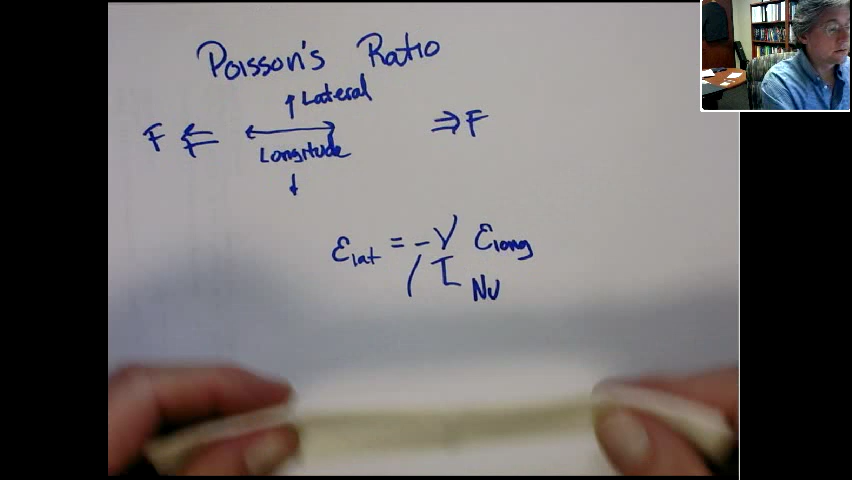 Poisson's Ratio
Lateral
F F
Longitude
ε_lat = -ν ε_long
Nu